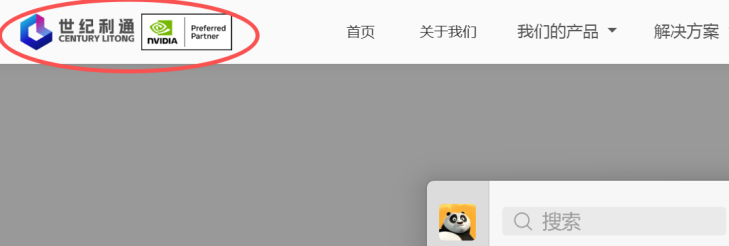 世纪利通
CENTURY LITONG
NVIDIA
Preferred
Partner
首页
关于我们
我们的产品
解决方案
搜索